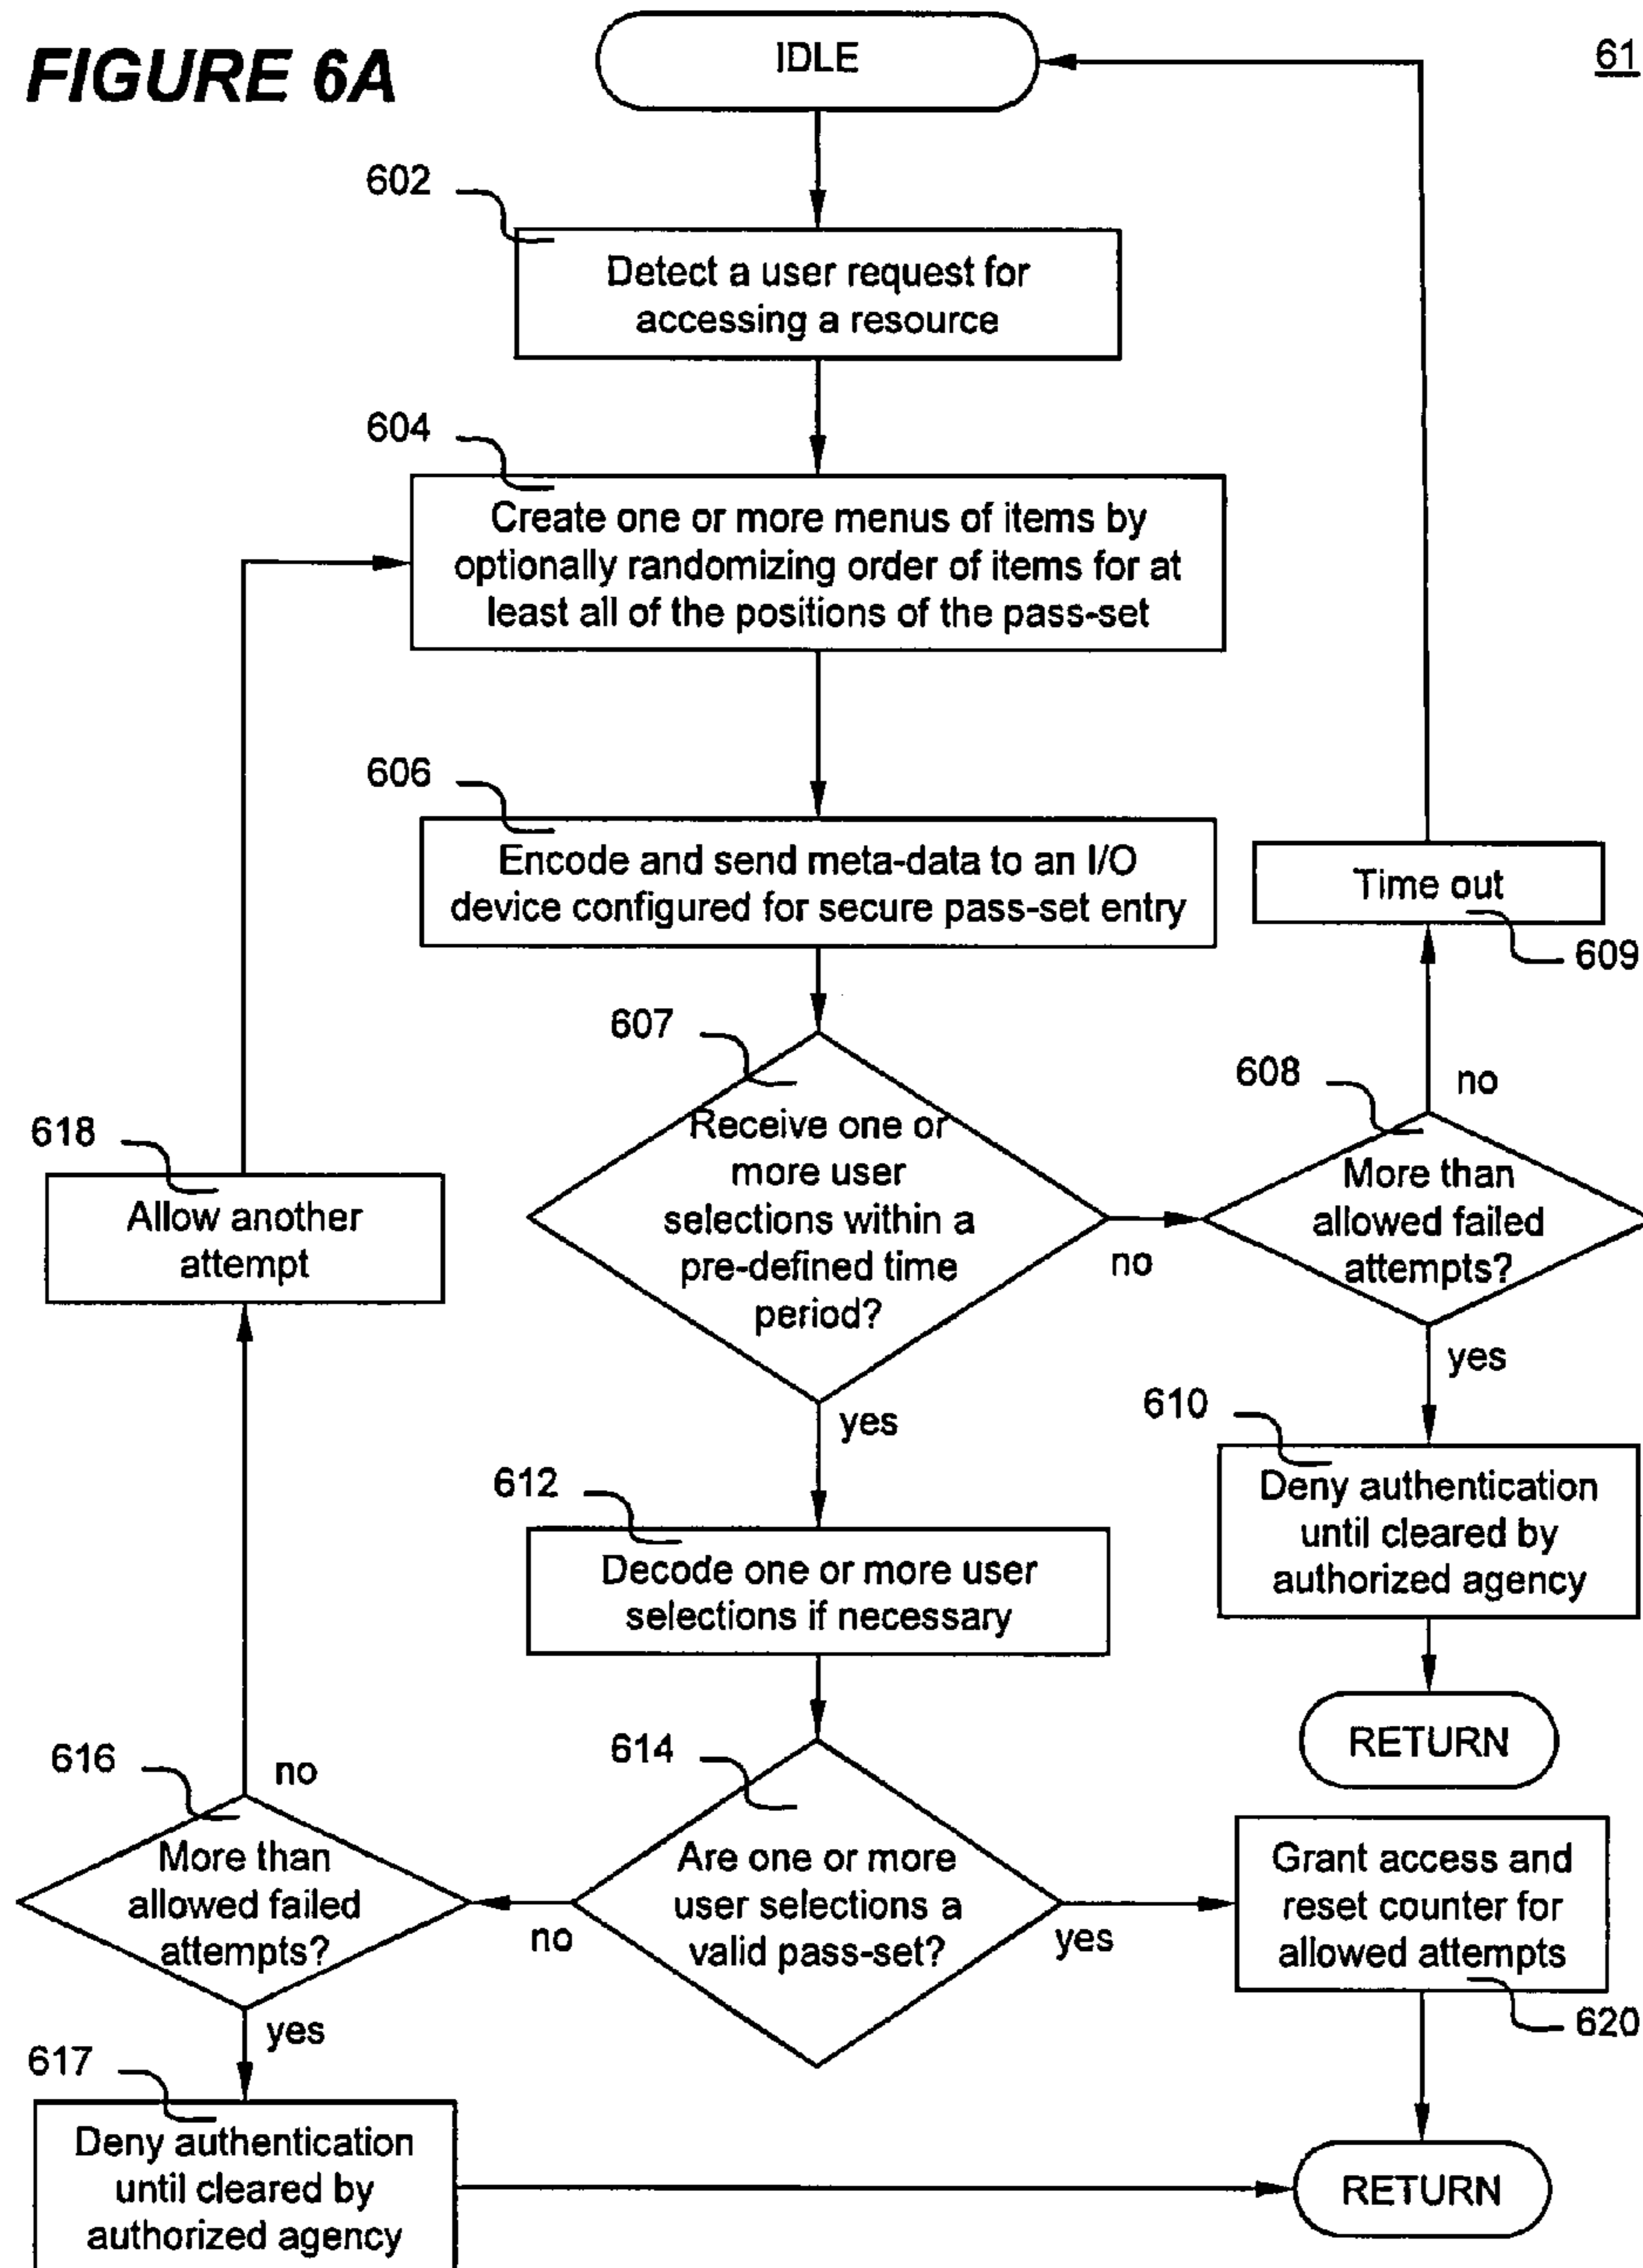 FIGURE 6A
61
IDLE
602
Detect a user request for
accessing a resource
604
Create one or more menus of items by
optionally randomizing order of items for at
least all of the positions of the pass-set
606
Encode and send meta-data to an I/O
device configured for secure pass-set entry
Time out
609
607
Receive one or
more user
selections within a
pre-defined time
period?
no
yes
608
no
More than
allowed failed
attempts?
yes
618
Allow another
attempt
610
Deny authentication
until cleared by
authorized agency
RETURN
612
Decode one or more user
selections if necessary
614
Are one or more
user selections a
valid pass-set?
no
yes
616
no
More than
allowed failed
attempts?
yes
Grant access and
reset counter for
allowed attempts
620
617
Deny authentication
until cleared by
authorized agency
RETURN